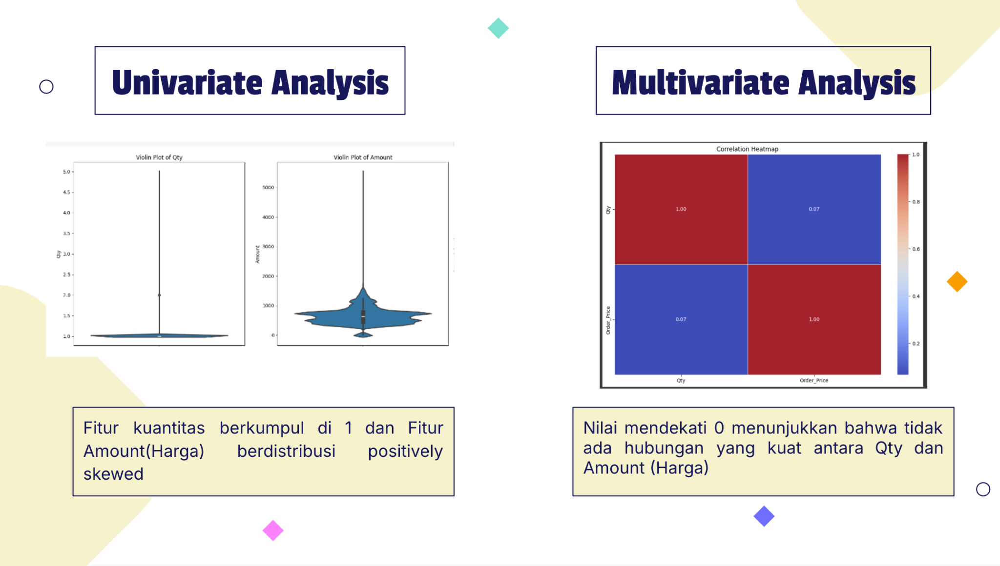 Univariate Analysis
Multivariate Analysis
Violin Plot of Qty
5.0
4.5
4.0
3.5
3.0
2.5
2.0
1.5
1.0
Qty
Violin Plot of Amount
5000
4000
3000
2000
1000
0
Amount
Correlation Heatmap
1.00
0.07
0.07
1.00
Qty
Order_Price
Qty
Order_Price
1.0
0.8
0.6
0.4
0.2
Fitur kuantitas berkumpul di 1 dan Fitur
Amount(Harga) berdistribusi positively
skewed
Nilai mendekati 0 menunjukkan bahwa tidak
ada hubungan yang kuat antara Qty dan
Amount (Harga)